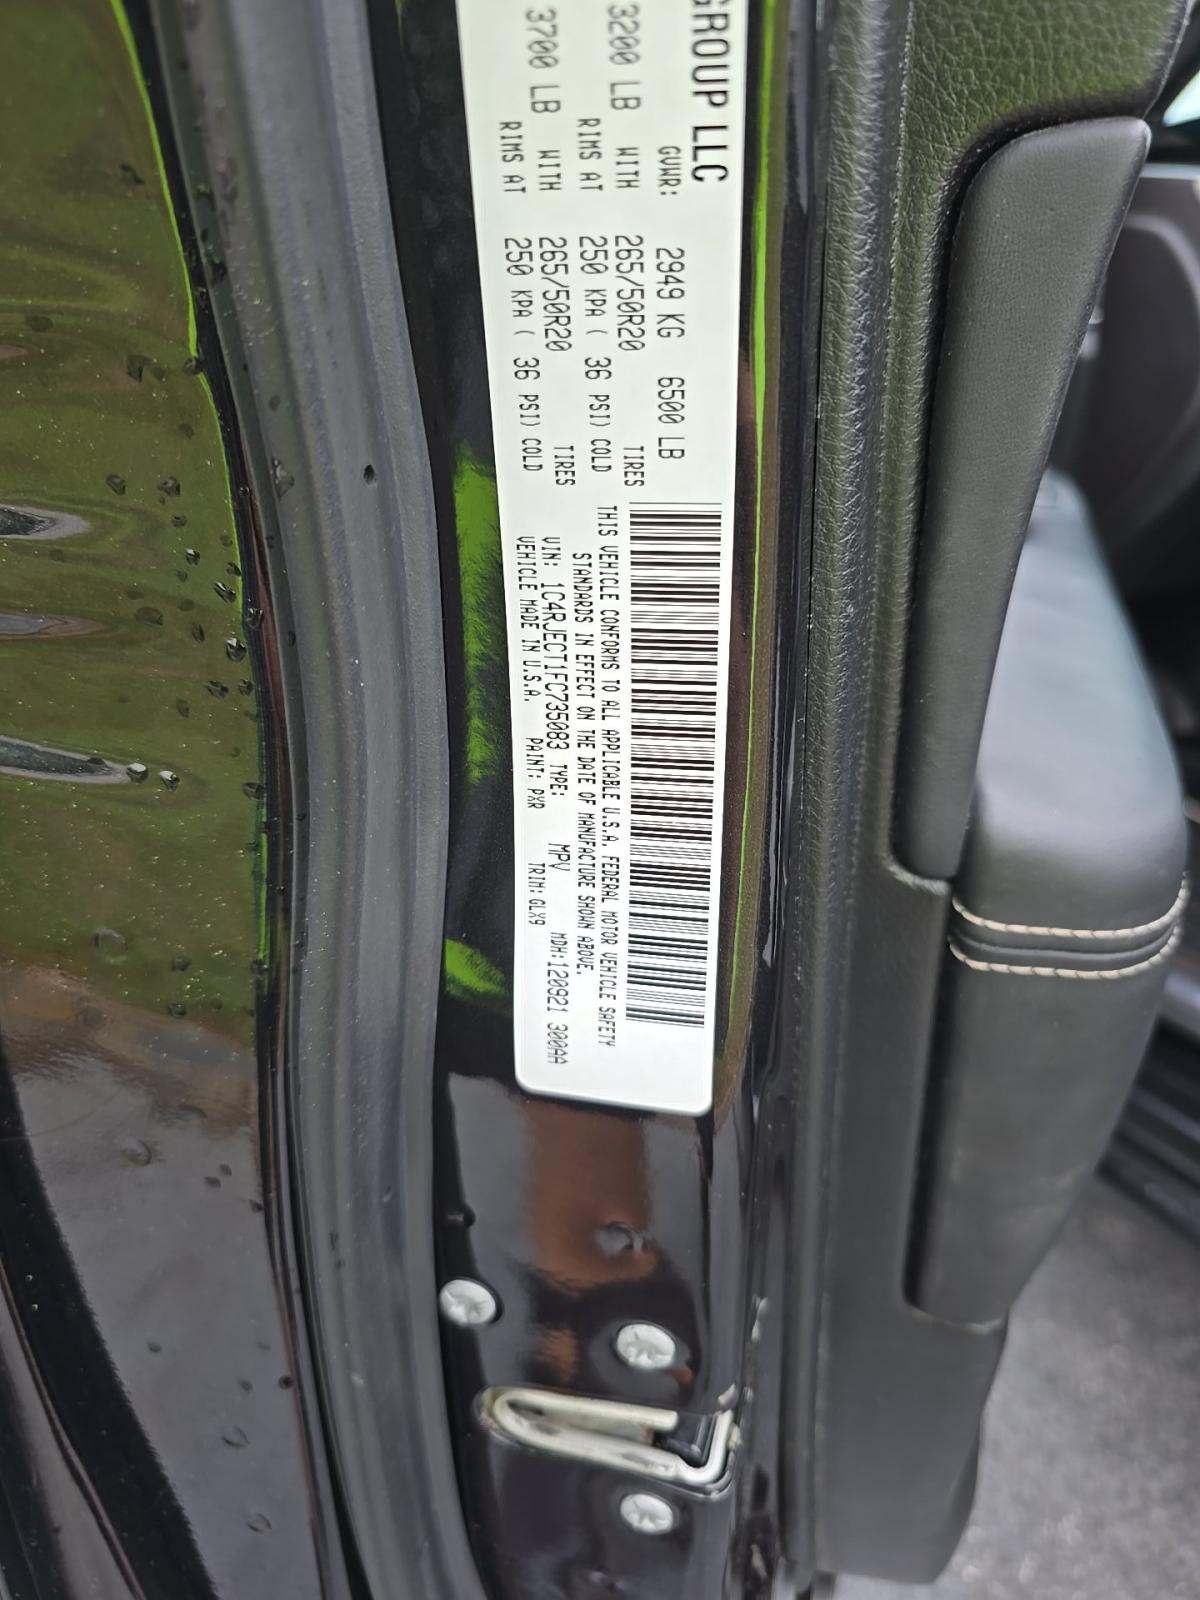 GROUP LLC
GVWR: 2949 KG 6500 LB
3200 LB WITH 265/50R20 TIRES
RIMS AT 250 KPA ( 36 PSI) COLD
3700 LB WITH 265/50R20 TIRES
RIMS AT 250 KPA ( 36 PSI) COLD
THIS VEHICLE CONFORMS TO ALL APPLICABLE U.S.A. FEDERAL MOTOR VEHICLE SAFETY
STANDARDS IN EFFECT ON THE DATE OF MANUFACTURE SHOWN ABOVE.
VIN: 1C4RJECT1FC735083 TYPE: MPV MDH:120921 300AA
VEHICLE MADE IN U.S.A. PAINT: PXR TRIM:GLX9